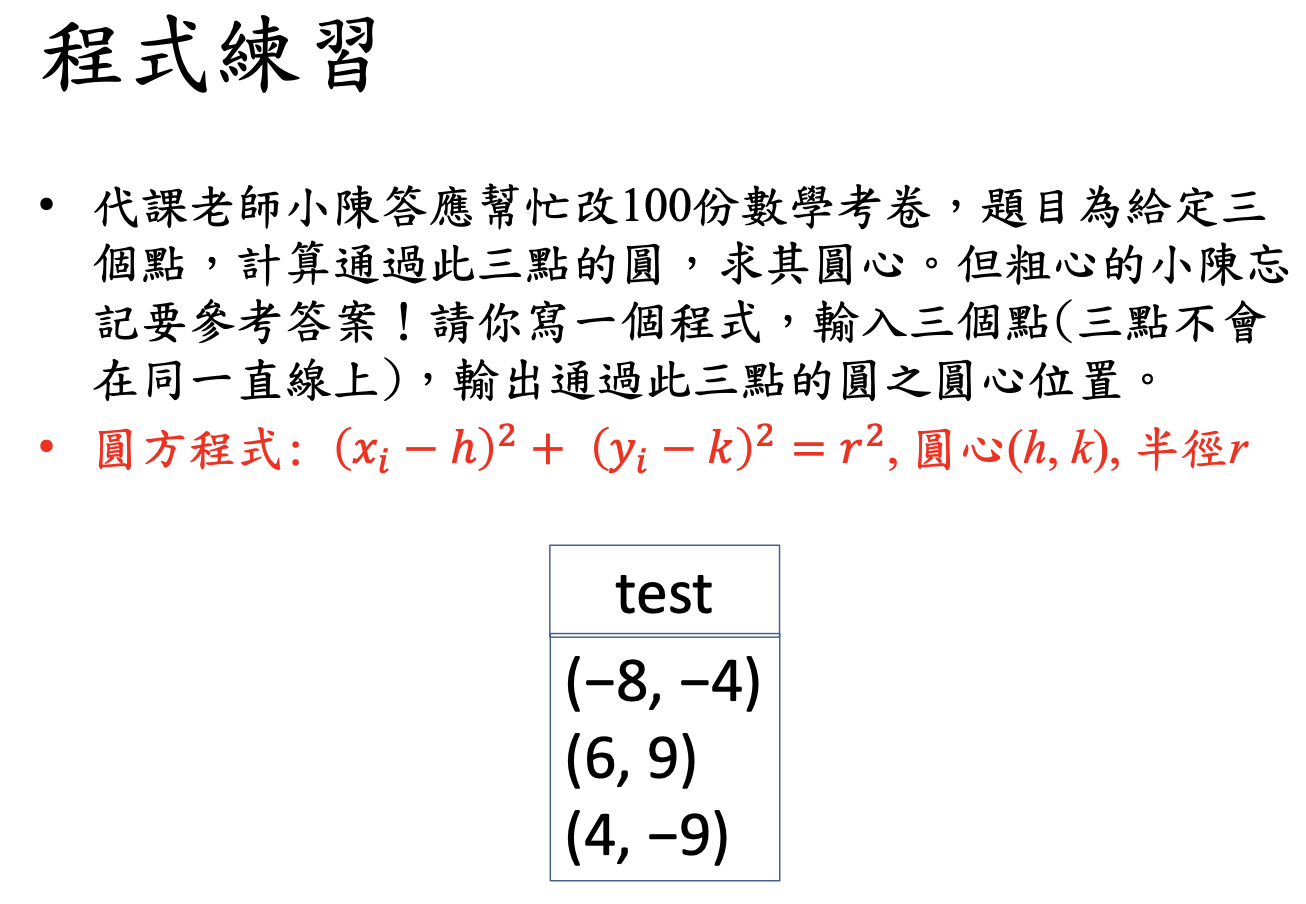 程式練習
• 代課老師小陳答應幫忙改100份數學考卷，題目為給定三
個點，計算通過此三點的圓，求其圓心。但粗心的小陳忘
記要參考答案！請你寫一個程式，輸入三個點(三點不會
在同一直線上)，輸出通過此三點的圓之圓心位置。
• 圓方程式: (xᵢ − h)² + (yᵢ − k)² = r², 圓心(h, k), 半徑r
test
(−8, −4)
(6, 9)
(4, −9)